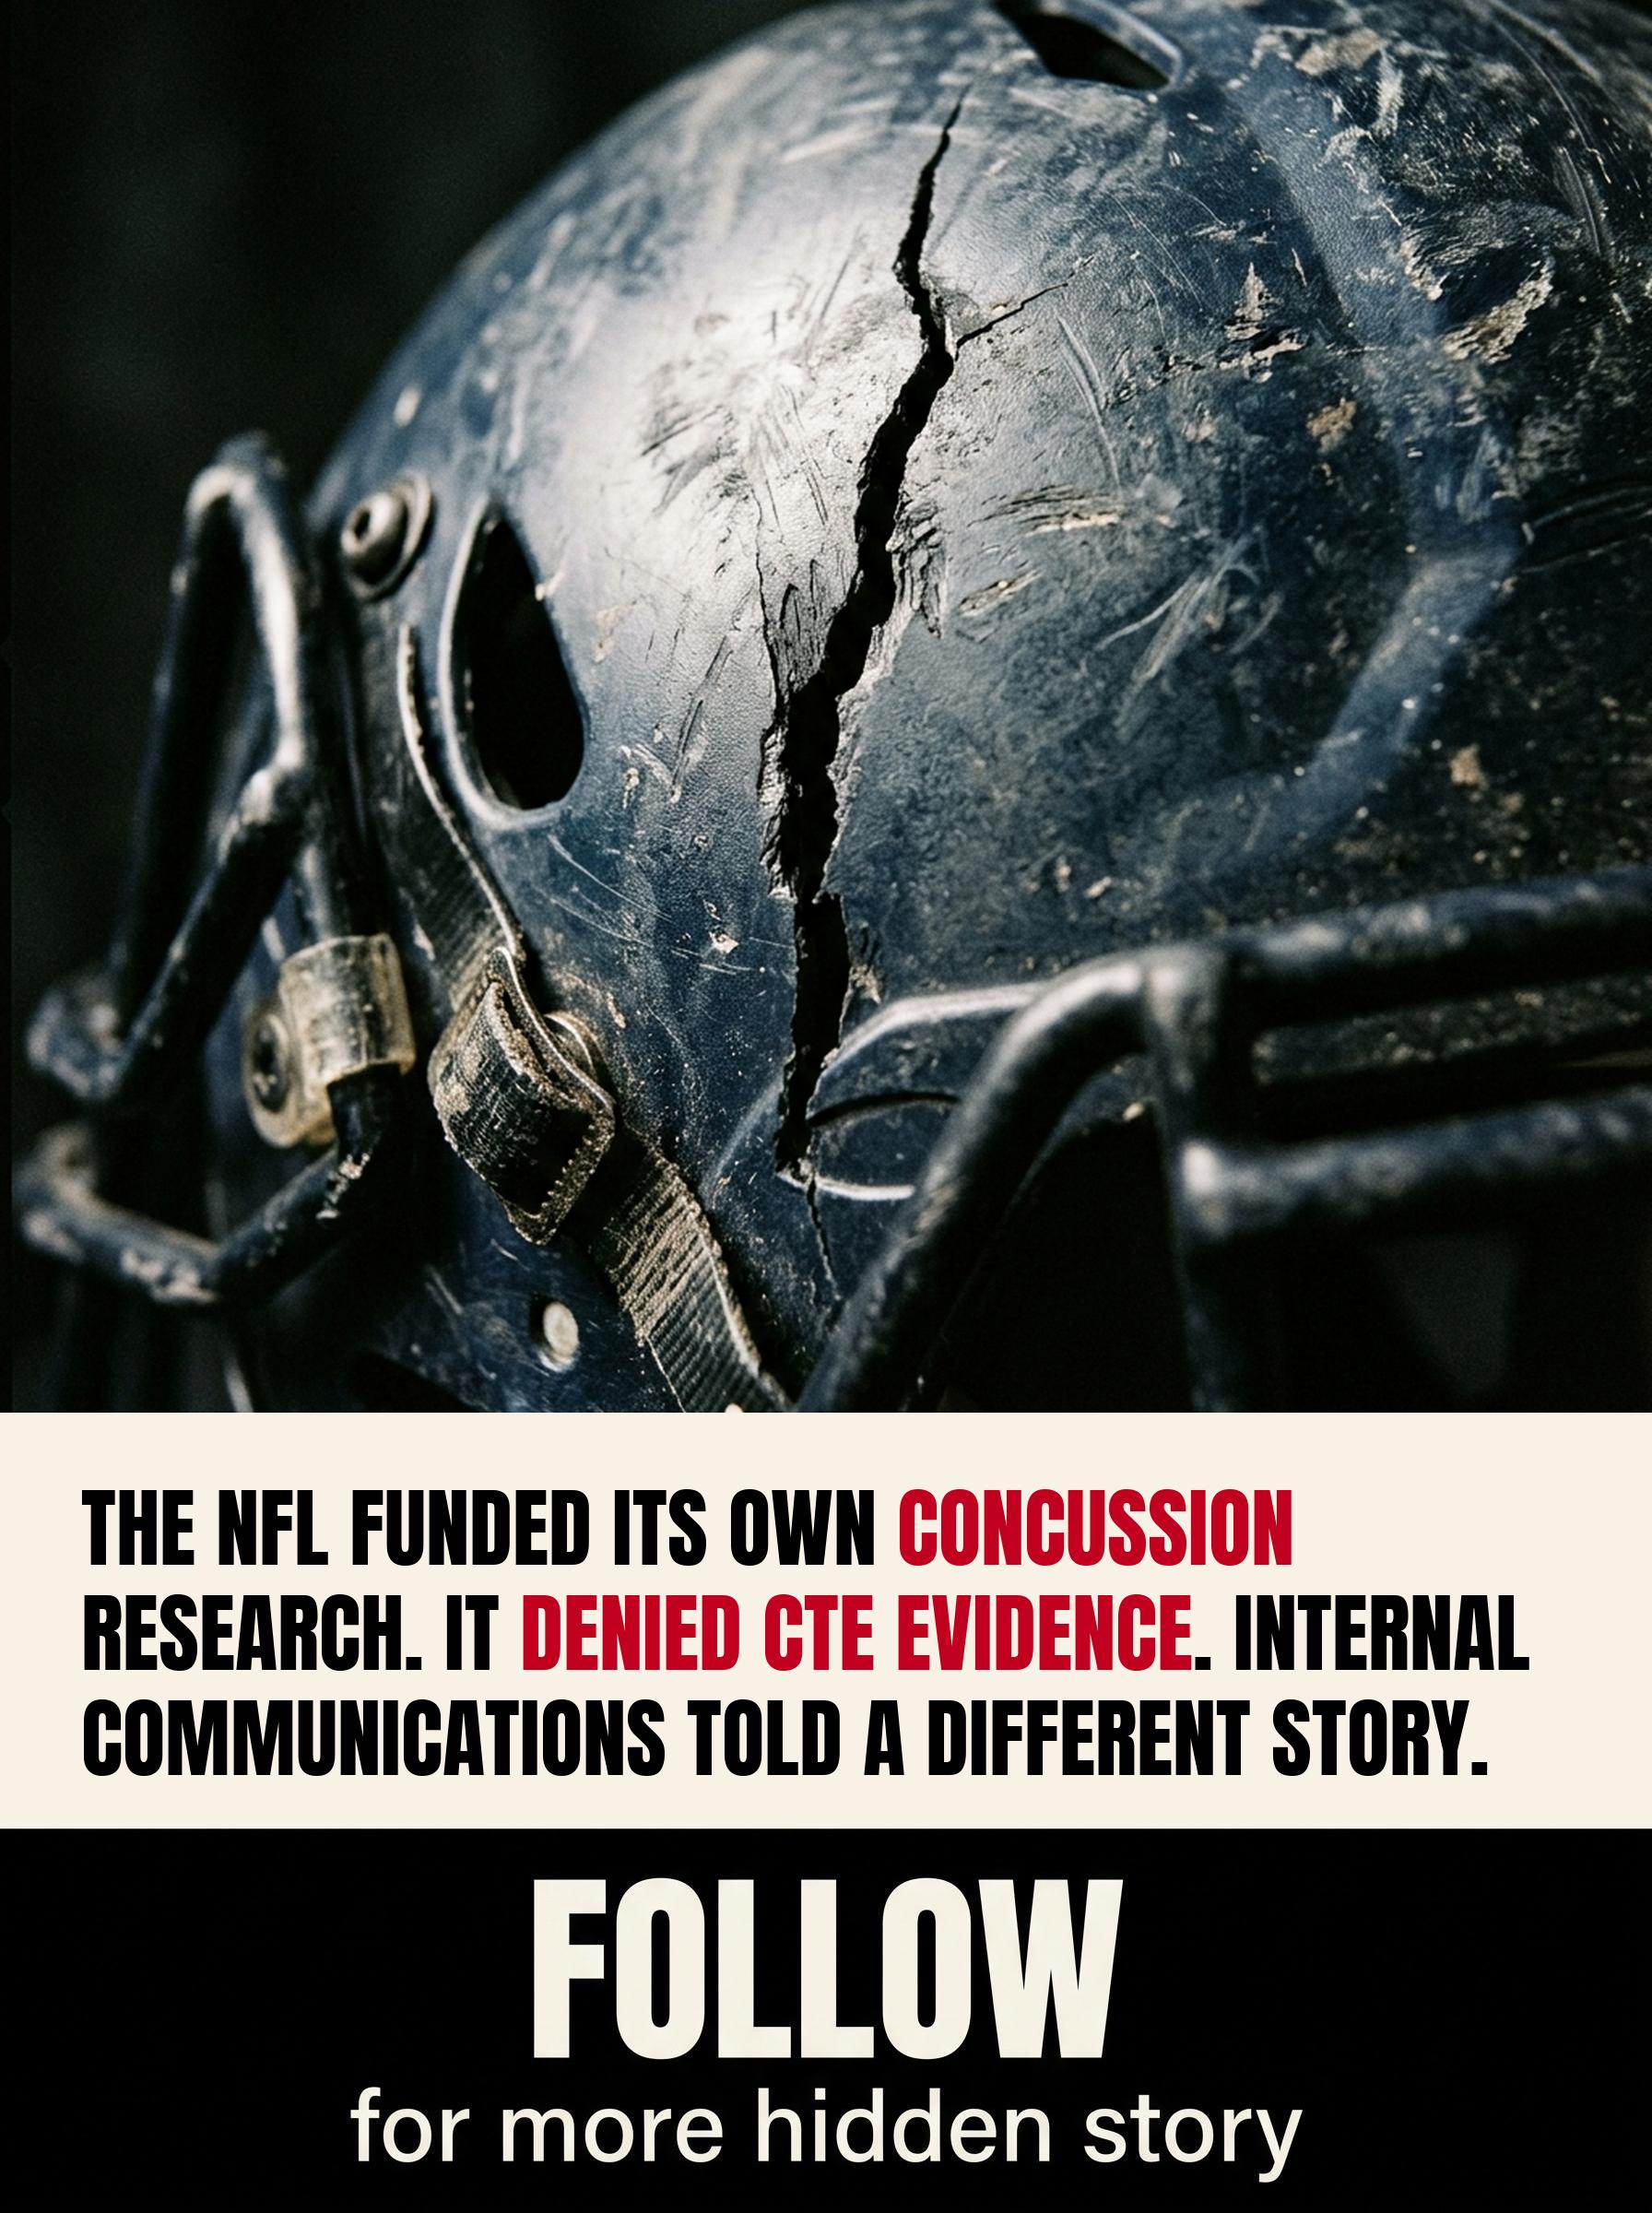 THE NFL FUNDED ITS OWN CONCUSSION
RESEARCH. IT DENIED CTE EVIDENCE. INTERNAL
COMMUNICATIONS TOLD A DIFFERENT STORY.
FOLLOW
for more hidden story